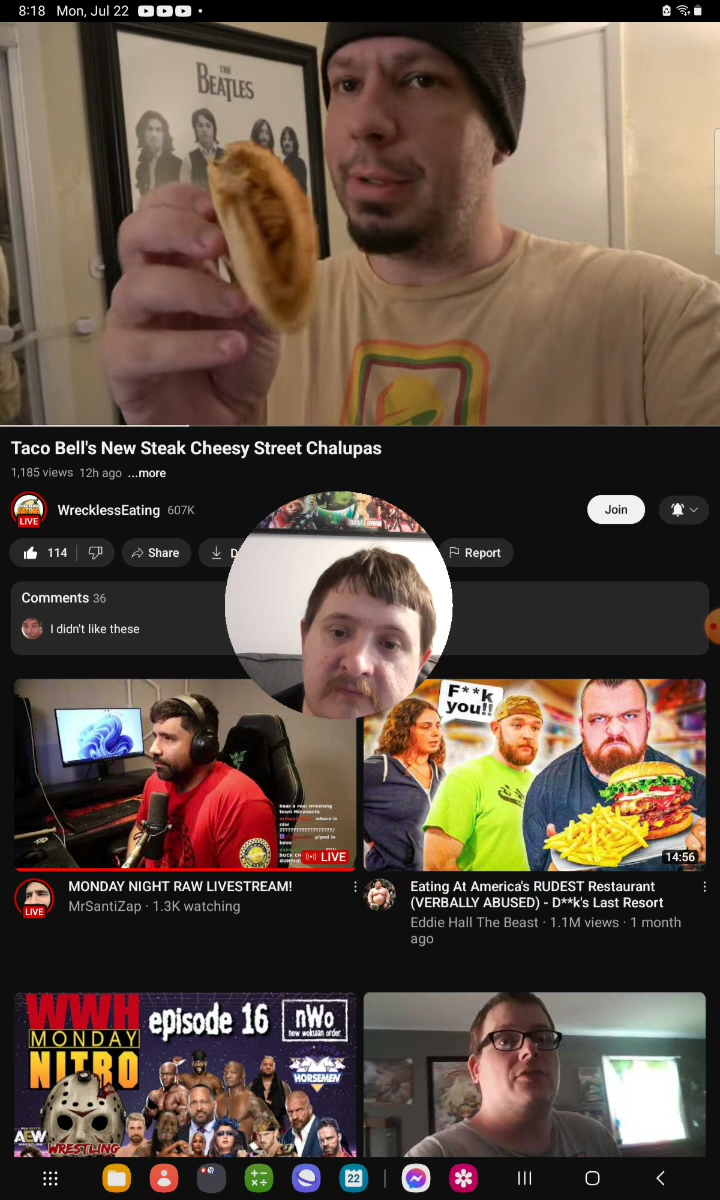 8:18 Mon, Jul 22
THE
BEATLES
Taco Bell's New Steak Cheesy Street Chalupas
1,185 views 12h ago ...more
LIVE
WrecklessEating 607K
Join
114
Share
D
Report
Comments 36
I didn't like these
LIVE
F**k
you!!
14:56
LIVE
MONDAY NIGHT RAW LIVESTREAM!
MrSantiZap · 1.3K watching
Eating At America's RUDEST Restaurant
(VERBALLY ABUSED) - D**k's Last Resort
Eddie Hall The Beast · 1.1M views · 1 month
ago
WWH
MONDAY
NITRO
episode 16
nWo
new wokuan order
HORSEMEN
AEW
WRESTLING
22